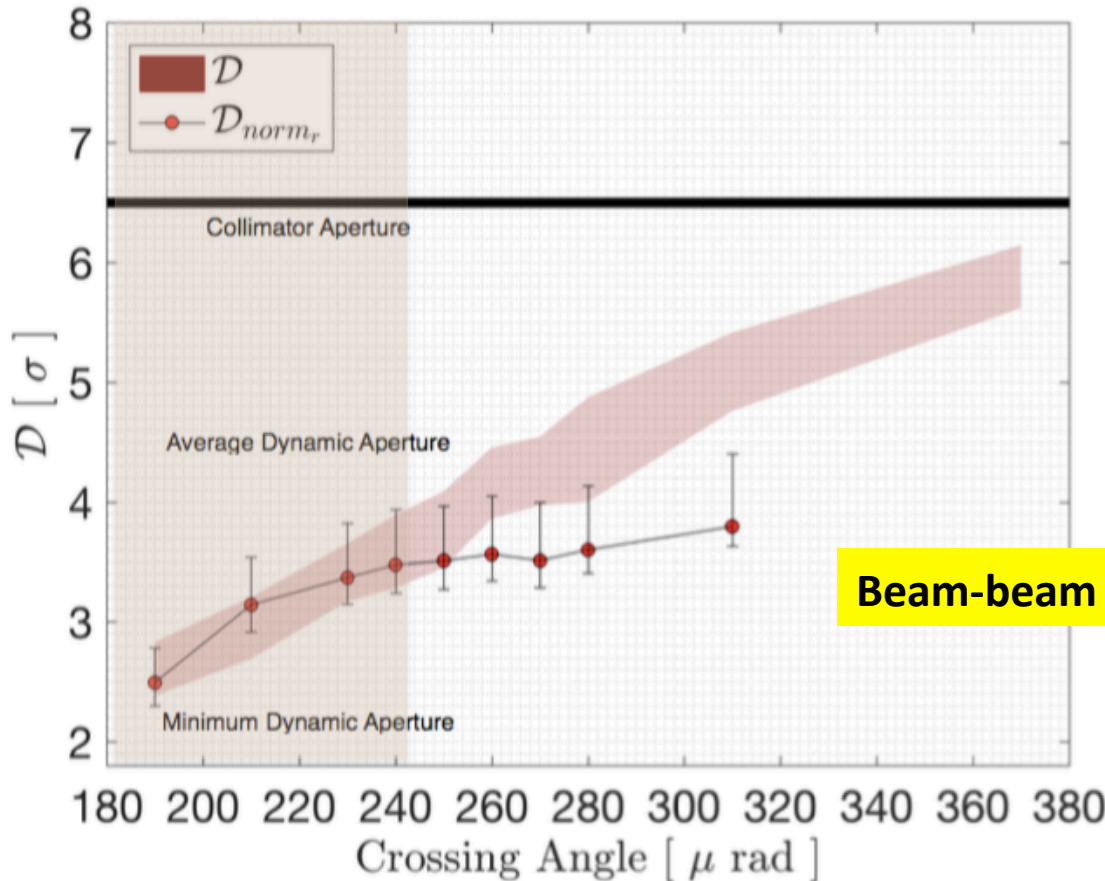 8
7
6
5
4
3
2
𝒟 [ σ ]
𝒟
𝒟norm_r
Collimator Aperture
Average Dynamic Aperture
Beam-beam
Minimum Dynamic Aperture
180 200 220 240 260 280 300 320 340 360 380
Crossing Angle [ μ rad ]